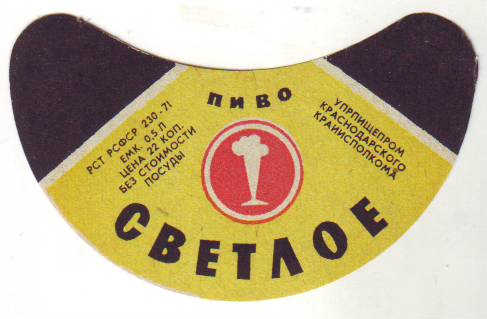 ПИВО
РСТ РСФСР 230-71
ЕМК. 0,5 Л
ЦЕНА 22 КОП.
БЕЗ СТОИМОСТИ
ПОСУДЫ
УПРПИЩЕПРОМ
КРАСНОДАРСКОГО
КРАЙИСПОЛКОМА
СВЕТЛОЕ